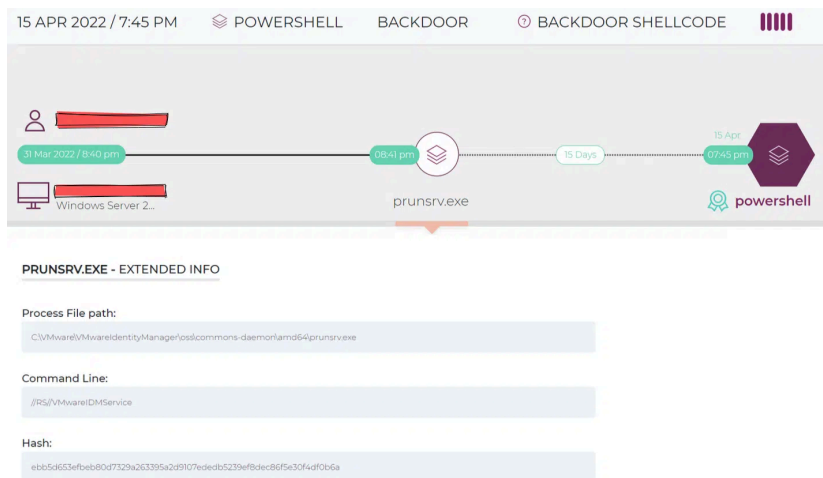 15 APR 2022 / 7:45 PM POWERSHELL BACKDOOR BACKDOOR SHELLCODE
15 Apr
31 Mar 2022 / 8:40 pm 08:41 pm 15 Days 07:45 pm
Windows Server 2... prunsrv.exe powershell
PRUNSRV.EXE - EXTENDED INFO
Process File path:
C:\VMware\VMwareIdentityManager\oss\commons-daemon\amd64\prunsrv.exe
Command Line:
//RS//VMwareIDMService
Hash:
ebb5d653efbeb80d7329a263395a2d9107ededb5239ef8dec86f5e30f4df0b6a